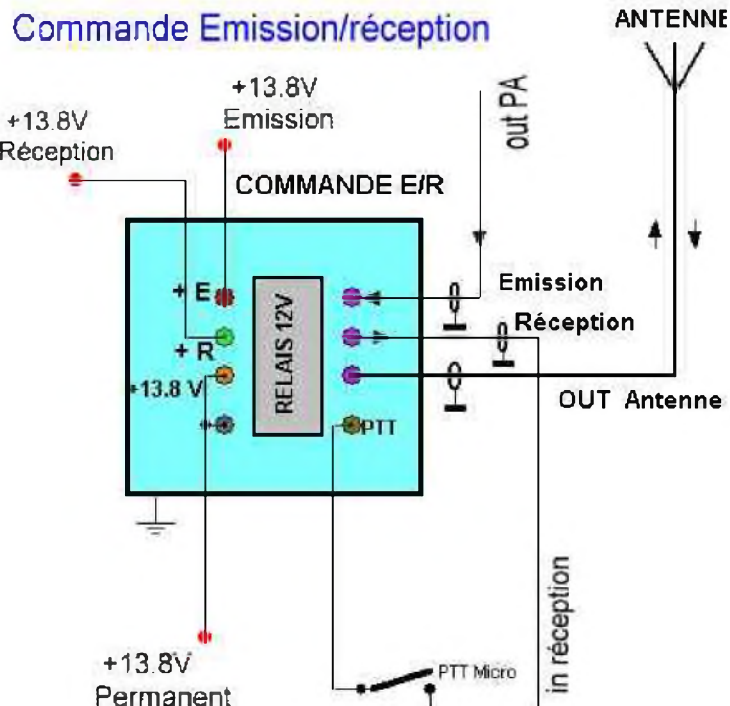 Commande Emission/réception
ANTENNE
+13.8V
Emission
+13.8V
Réception
out PA
COMMANDE E/R
+ E
+ R
+13.8 V
RELAIS 12V
PTT
Emission
Réception
OUT Antenne
in réception
PTT Micro
+13.8V
Permanent